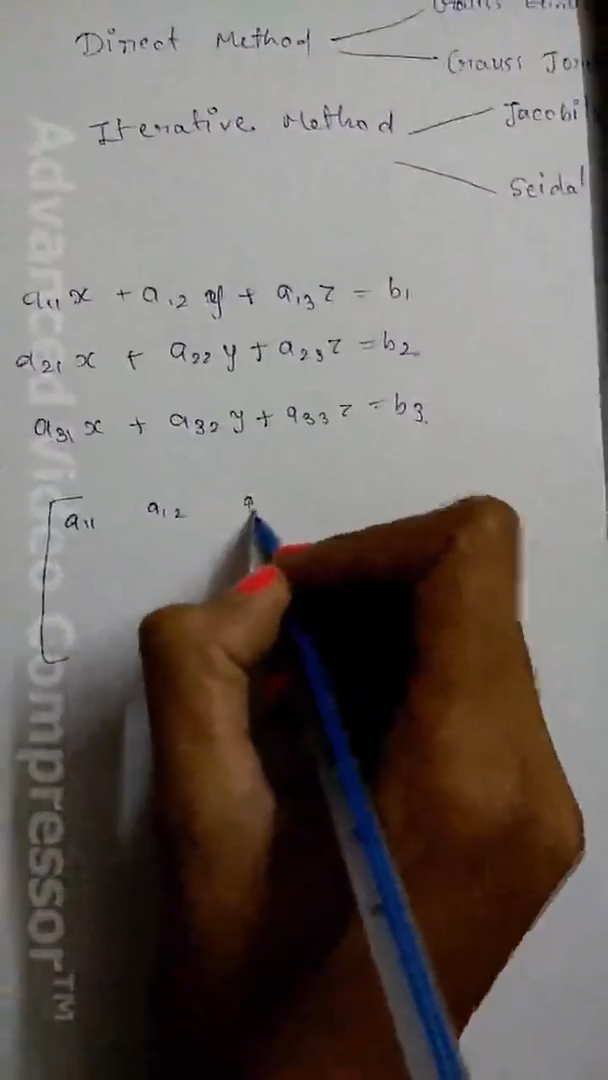 Direct Method
Gauss Jor
Iterative Method
Jacobi
Seidal
a11 x + a12 y + a13 z = b1
a21 x + a22 y + a23 z = b2
a31 x + a32 y + a33 z = b3.
a11 a12 a
Advanced Video Compressor™